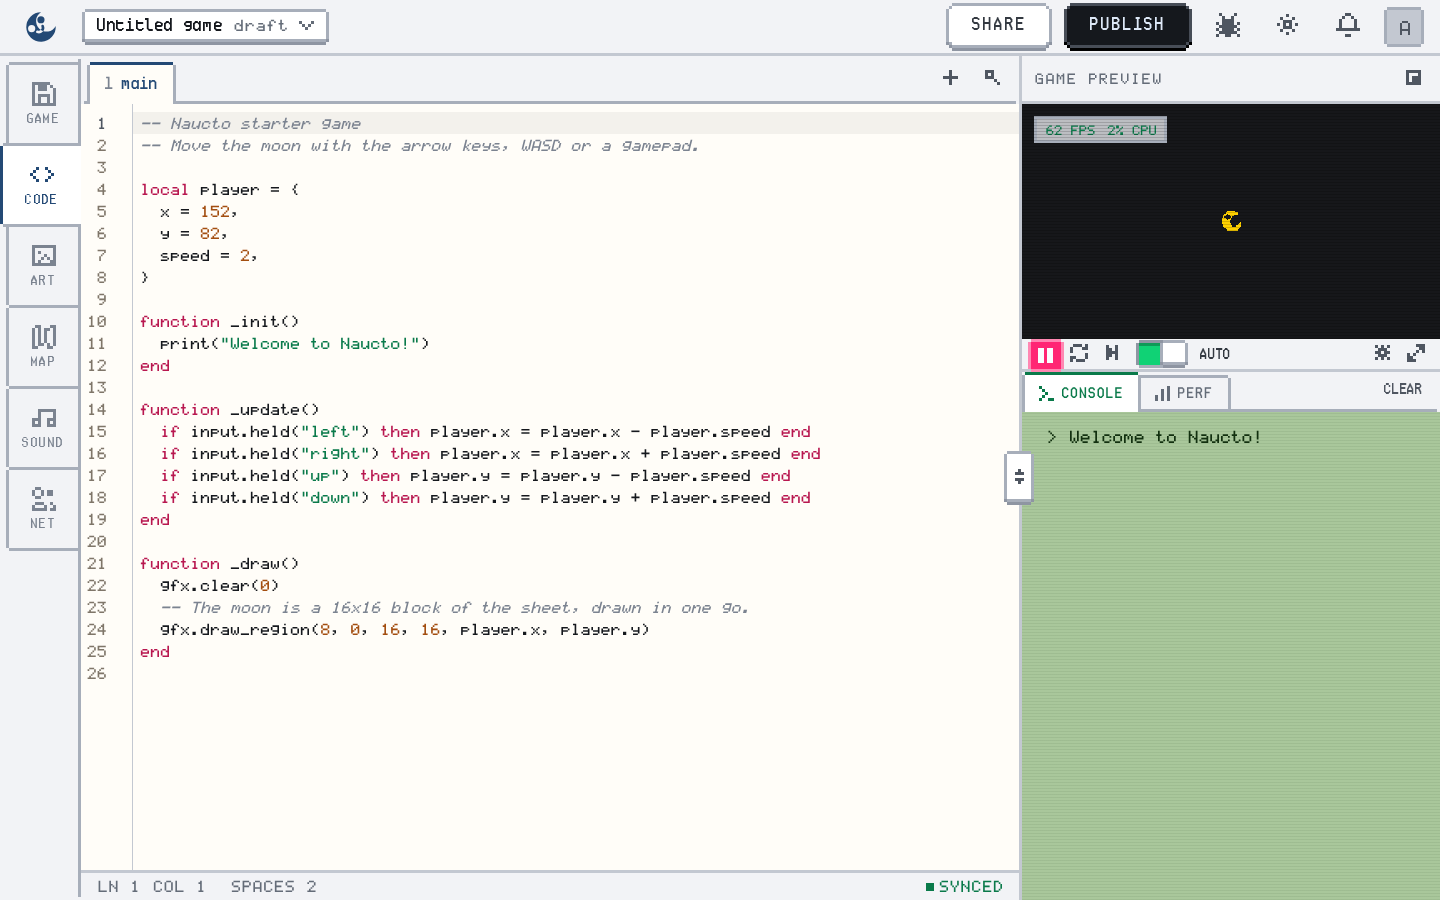 Untitled game draft
SHARE
PUBLISH
A
GAME
CODE
ART
MAP
SOUND
NET
1 main
1 -- Naucto starter game
2 -- Move the moon with the arrow keys, WASD or a gamepad.
3
4 local player = {
5   x = 152,
6   y = 82,
7   speed = 2,
8 }
9
10 function _init()
11   print("Welcome to Naucto!")
12 end
13
14 function _update()
15   if input.held("left") then player.x = player.x - player.speed end
16   if input.held("right") then player.x = player.x + player.speed end
17   if input.held("up") then player.y = player.y - player.speed end
18   if input.held("down") then player.y = player.y + player.speed end
19 end
20
21 function _draw()
22   gfx.clear(0)
23   -- The moon is a 16x16 block of the sheet, drawn in one go.
24   gfx.draw_region(8, 0, 16, 16, player.x, player.y)
25 end
26
LN 1 COL 1 SPACES 2
SYNCED
GAME PREVIEW
62 FPS 2% CPU
AUTO
CONSOLE
PERF
CLEAR
> Welcome to Naucto!